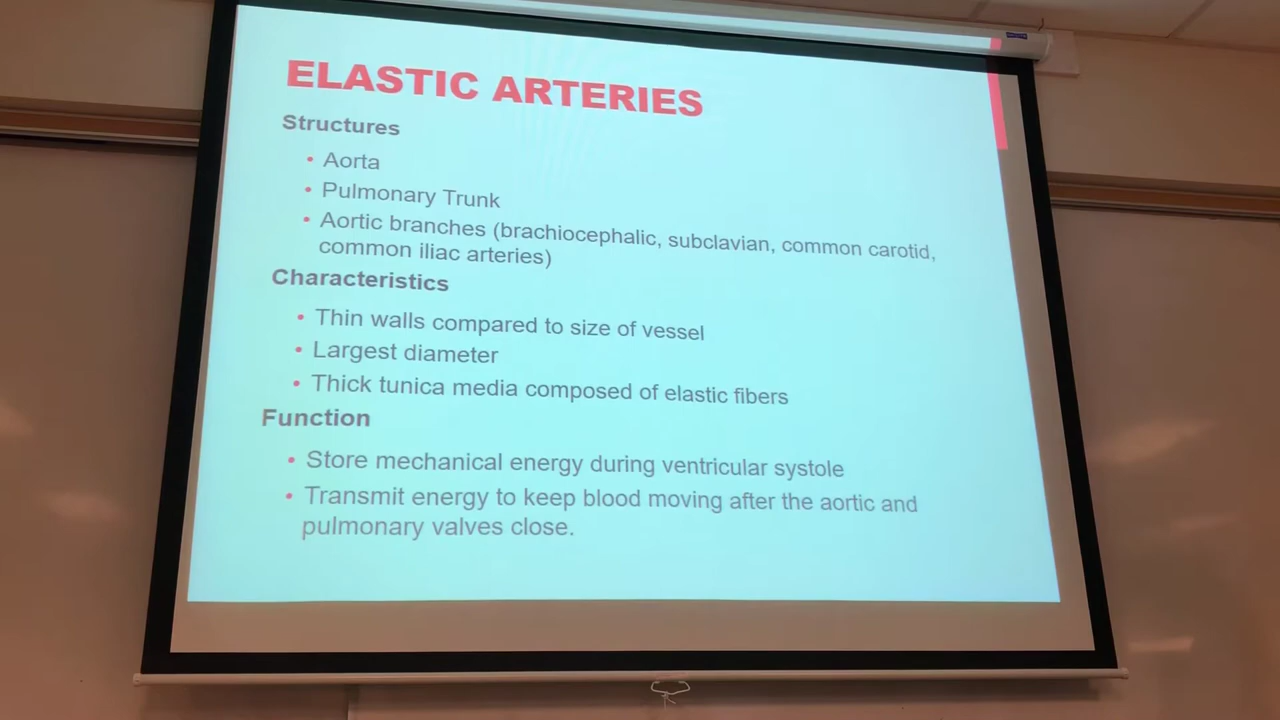 ELASTIC ARTERIES
Structures
• Aorta
• Pulmonary Trunk
• Aortic branches (brachiocephalic, subclavian, common carotid,
common iliac arteries)
Characteristics
• Thin walls compared to size of vessel
• Largest diameter
• Thick tunica media composed of elastic fibers
Function
• Store mechanical energy during ventricular systole
• Transmit energy to keep blood moving after the aortic and
pulmonary valves close.